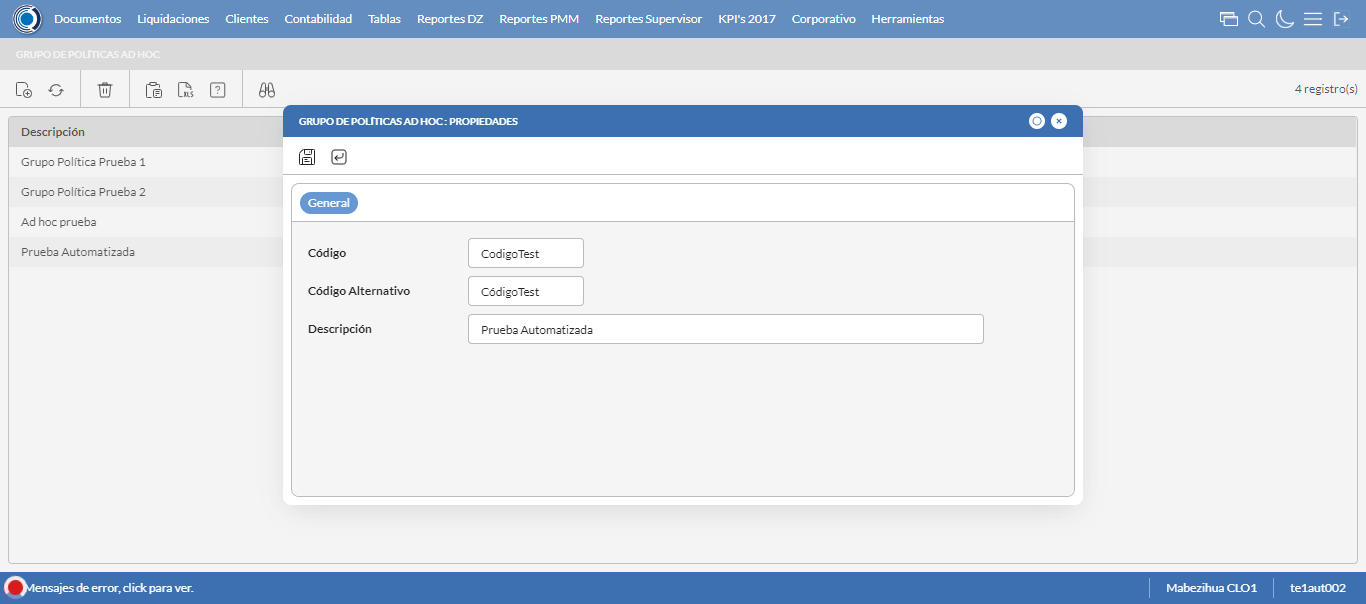 Documentos Liquidaciones Clientes Contabilidad Tablas Reportes DZ Reportes PMM Reportes Supervisor KPI's 2017 Corporativo Herramientas
GRUPO DE POLÍTICAS AD HOC
XLS ? 4 registro(s)
Descripción
Grupo Política Prueba 1
Grupo Política Prueba 2
Ad hoc prueba
Prueba Automatizada
GRUPO DE POLÍTICAS AD HOC : PROPIEDADES
General
Código CodigoTest
Código Alternativo CódigoTest
Descripción Prueba Automatizada
Mensajes de error, click para ver. Mabezihua CLO1 te1aut002